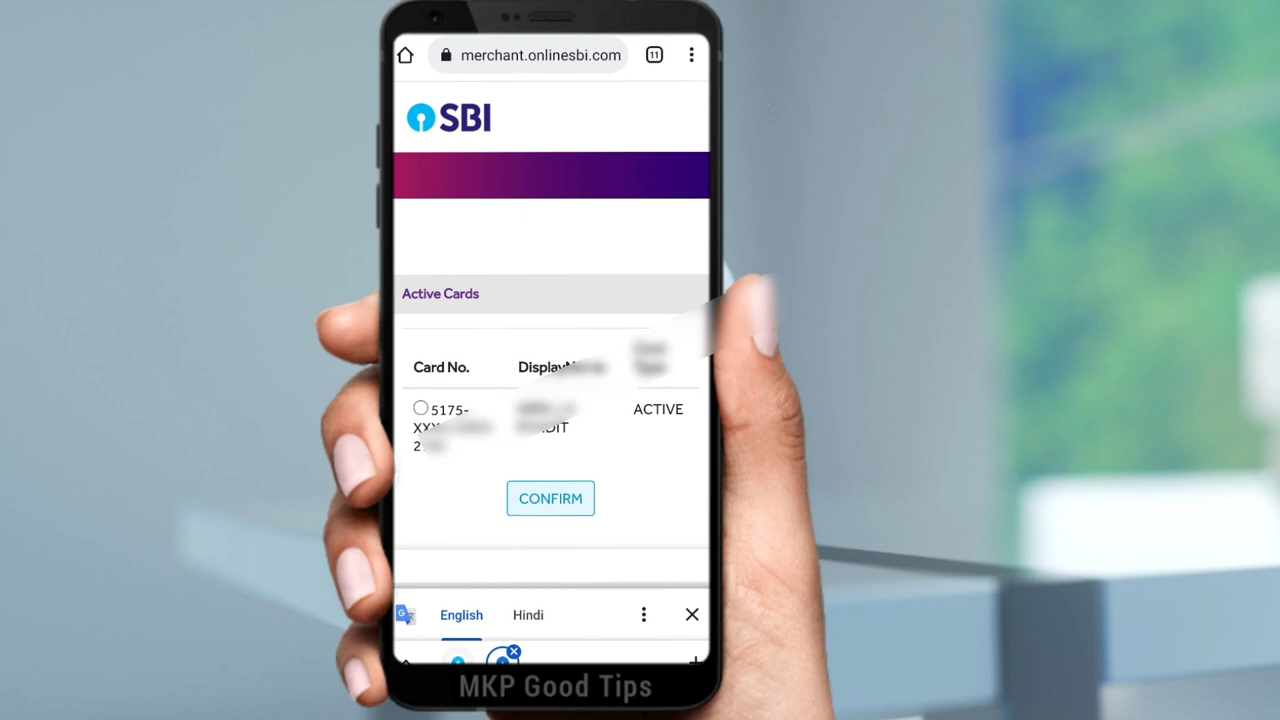 merchant.onlinesbi.com
11
SBI
Active Cards
Card No.
ACTIVE
5175-
CONFIRM
English
Hindi
MKP Good Tips